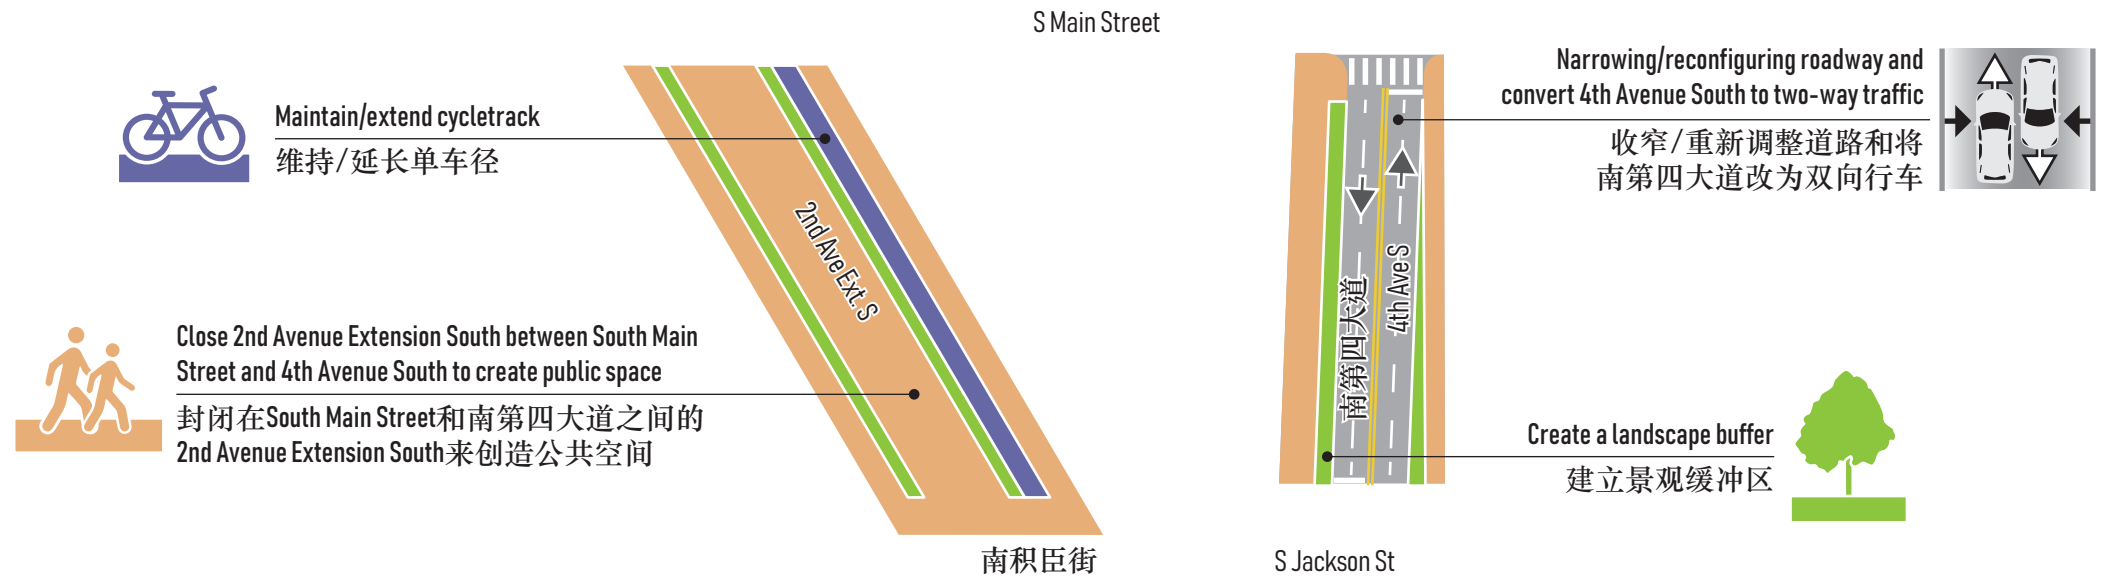 S Main Street
Maintain/extend cycletrack
维持/延长单车径
2nd Ave Ext. S
Close 2nd Avenue Extension South between South Main
Street and 4th Avenue South to create public space
封闭在South Main Street和南第四大道之间的
2nd Avenue Extension South来创造公共空间
南积臣街
Narrowing/reconfiguring roadway and
convert 4th Avenue South to two-way traffic
收窄/重新调整道路和将
南第四大道改为双向行车
南第四大道
4th Ave S
Create a landscape buffer
建立景观缓冲区
S Jackson St